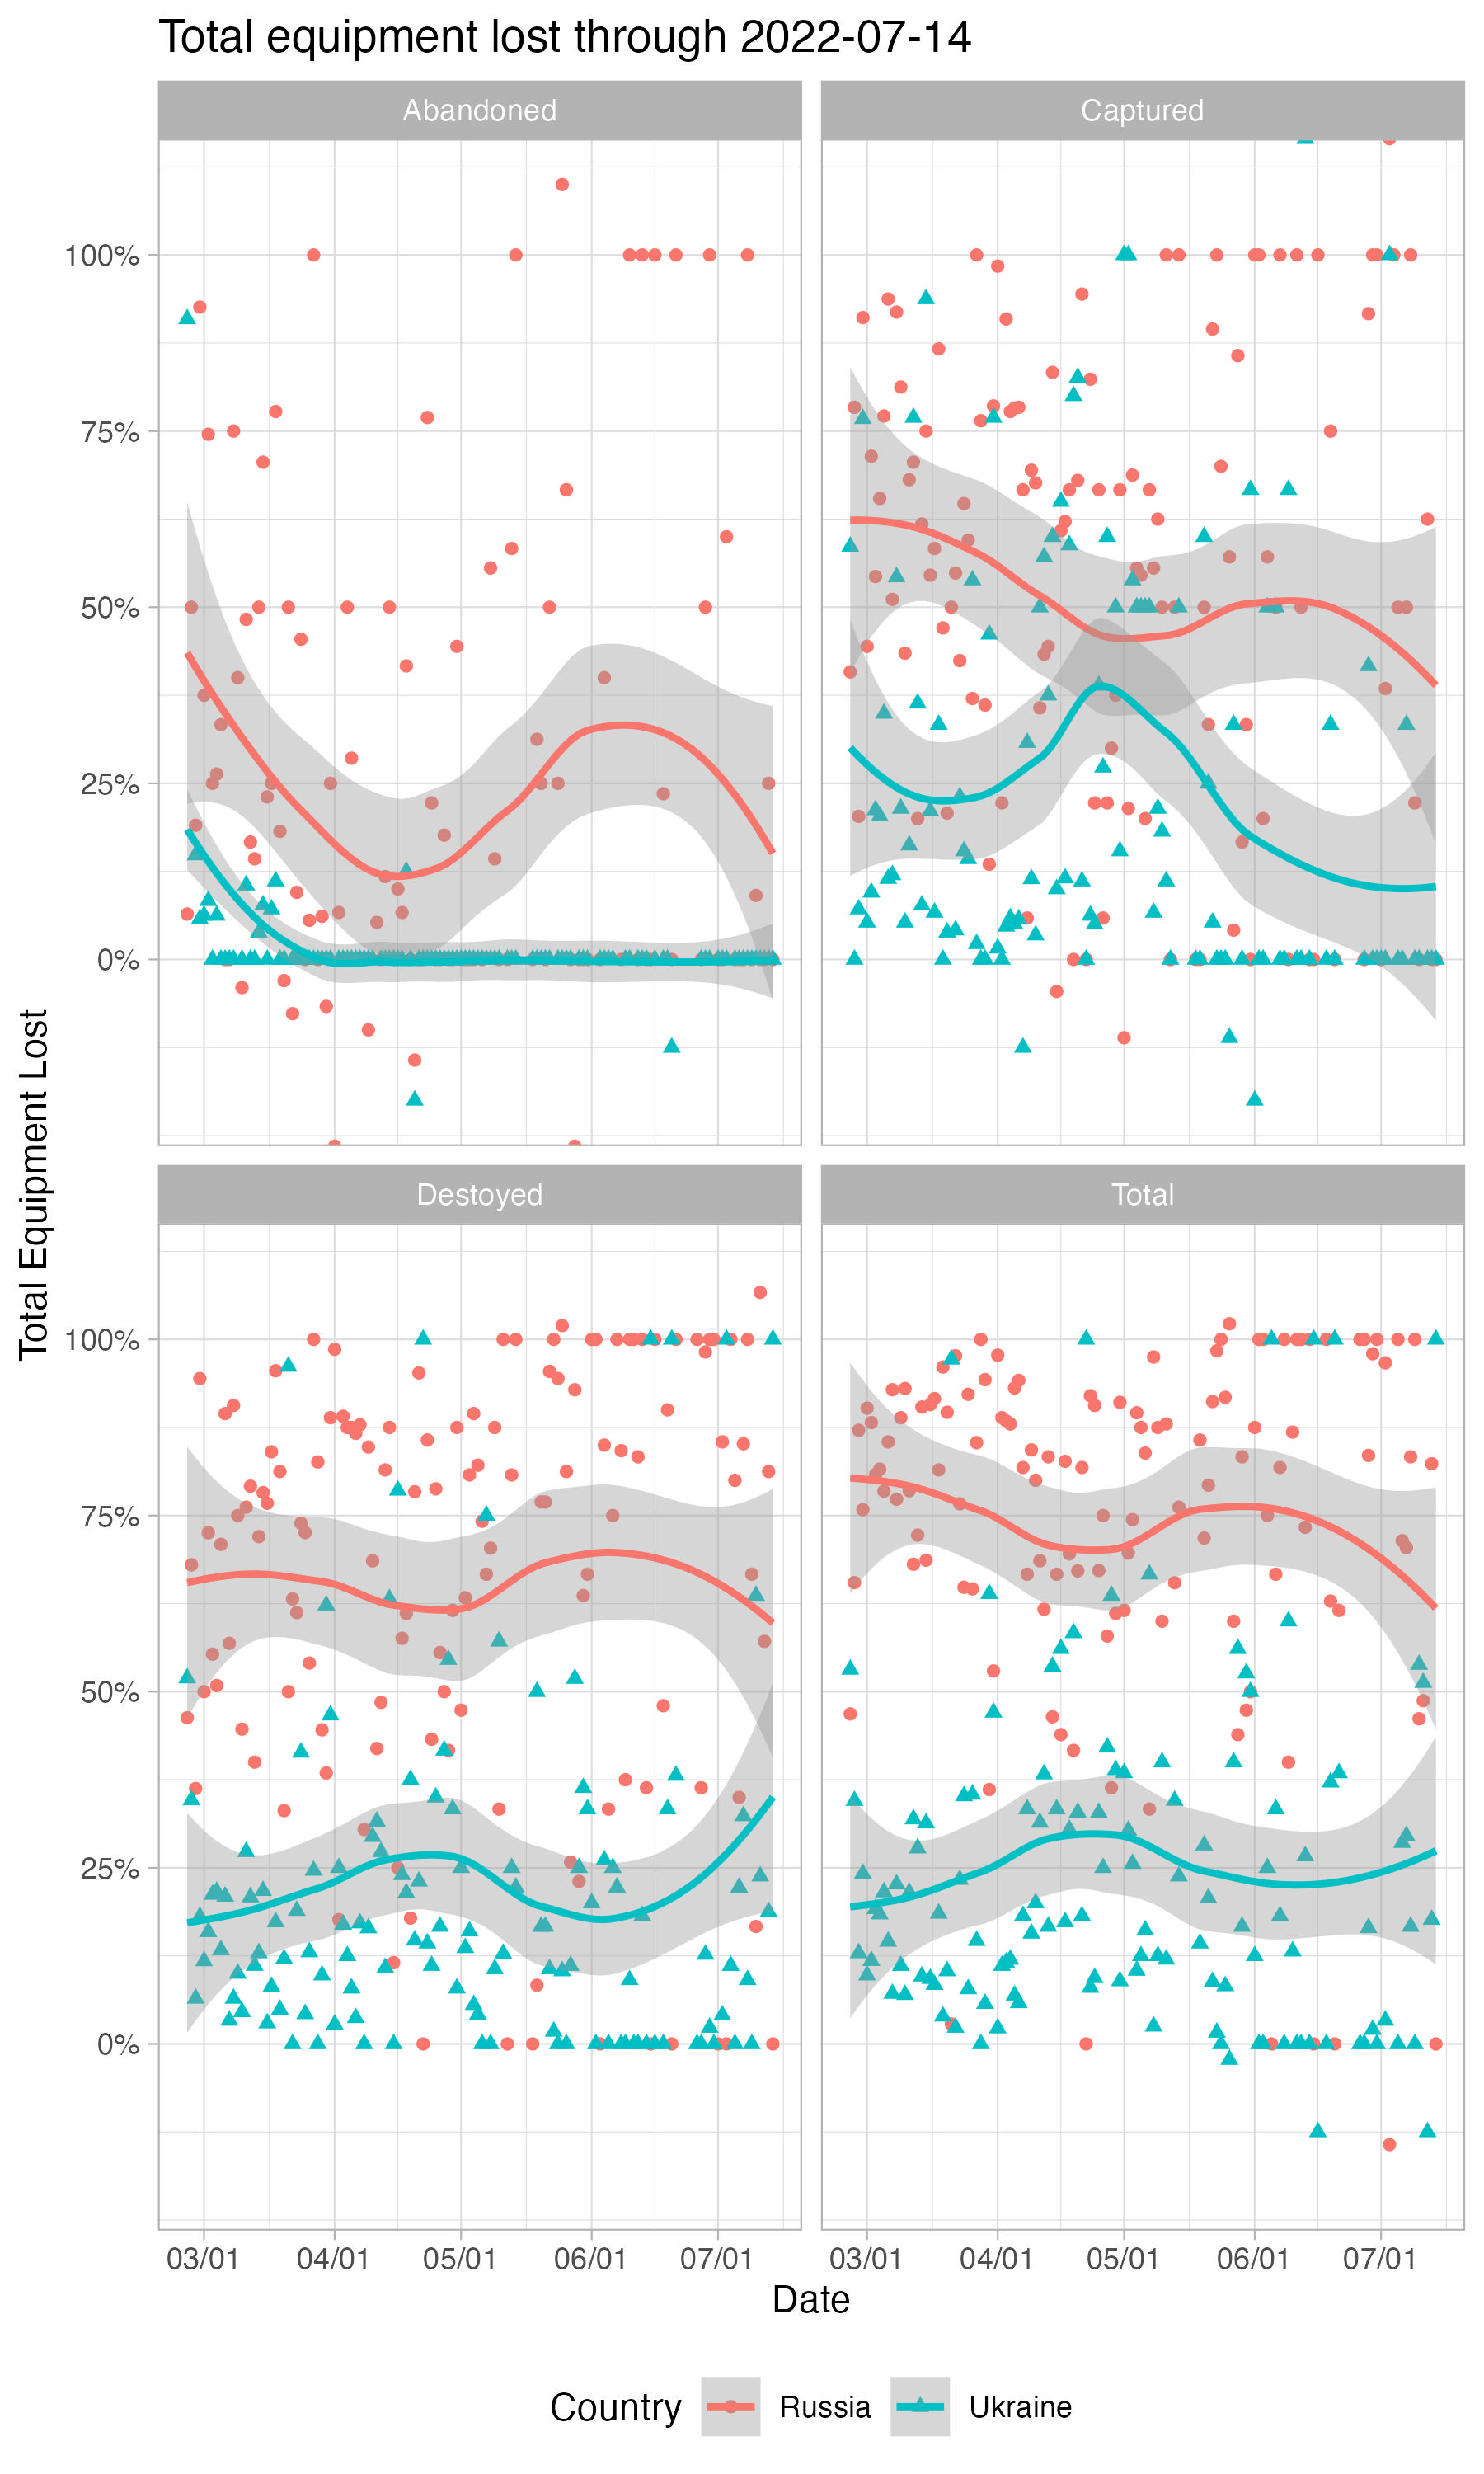 Total equipment lost through 2022-07-14
Abandoned
Captured
100%
75%
50%
25%
0%
Total Equipment Lost
Destoyed
Total
100%
75%
50%
25%
0%
03/01 04/01 05/01 06/01 07/01
03/01 04/01 05/01 06/01 07/01
Date
Country Russia Ukraine